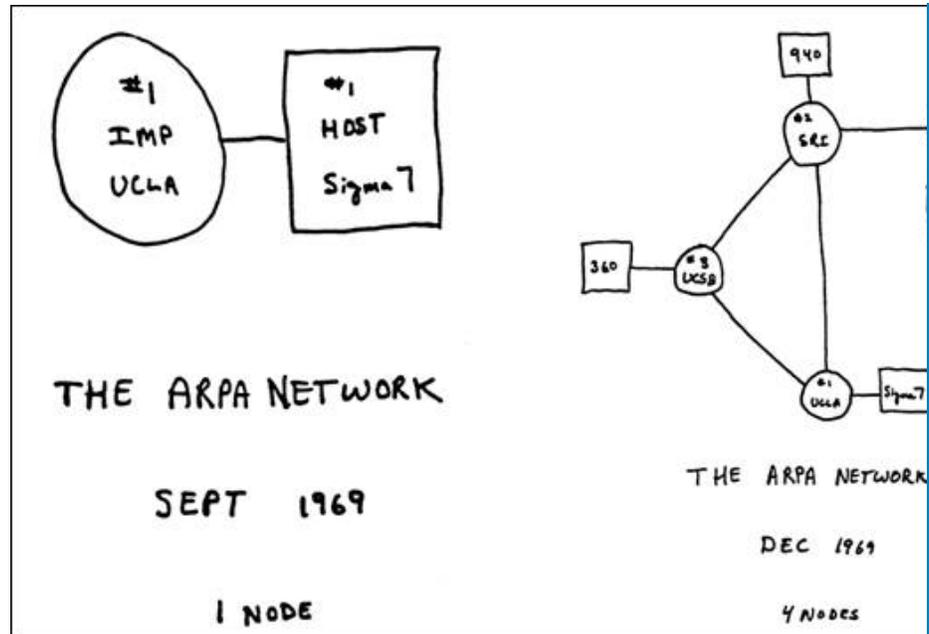 #1
IMP
UCLA
#1
HOST
Sigma 7
THE ARPA NETWORK
SEPT 1969
1 NODE
940
#2
SRI
360
#3
UCSB
#1
UCLA
Sigma 7
THE ARPA NETWORK
DEC 1969
4 NODES